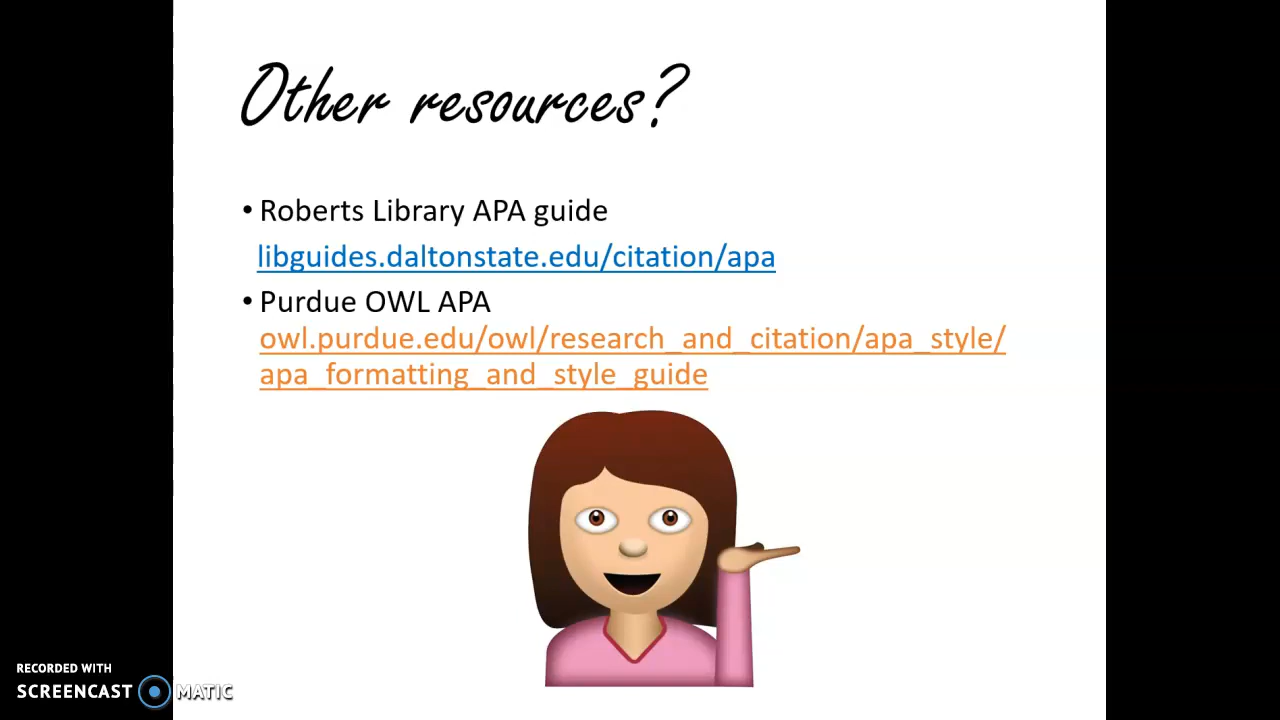 Other resources?
• Roberts Library APA guide
libguides.daltonstate.edu/citation/apa
• Purdue OWL APA
owl.purdue.edu/owl/research_and_citation/apa_style/
apa_formatting_and_style_guide
RECORDED WITH
SCREENCAST MATIC